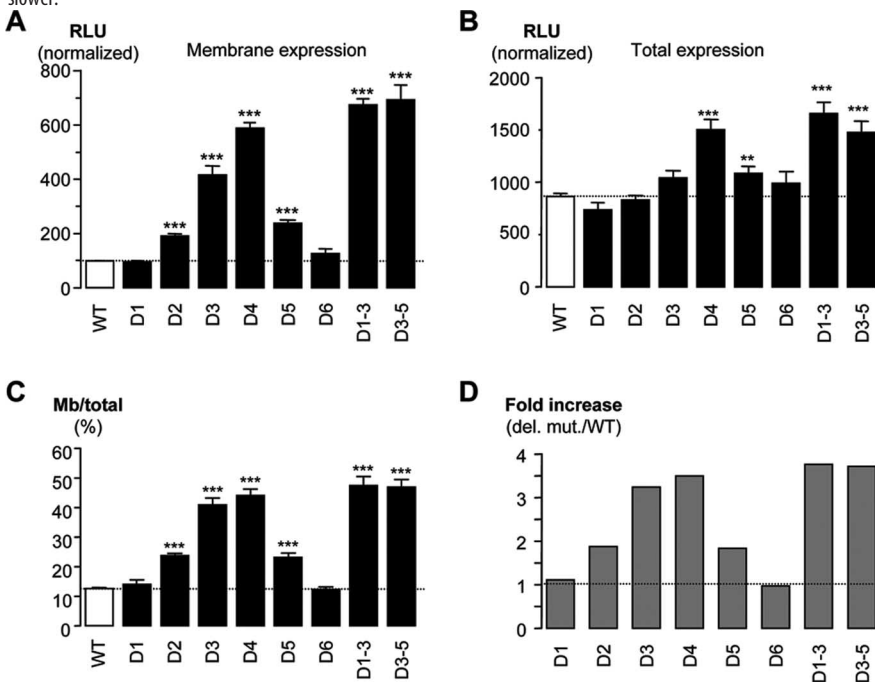 slower.
A
RLU
(normalized)
Membrane expression
800
600
400
200
0
***
***
***
***
***
***
WT
D1
D2
D3
D4
D5
D6
D1-3
D3-5
B
RLU
(normalized)
Total expression
2000
1500
1000
500
0
***
**
***
***
WT
D1
D2
D3
D4
D5
D6
D1-3
D3-5
C
Mb/total
(%)
60
50
40
30
20
10
0
***
***
***
***
***
***
WT
D1
D2
D3
D4
D5
D6
D1-3
D3-5
D
Fold increase
(del. mut./WT)
4
3
2
1
0
D1
D2
D3
D4
D5
D6
D1-3
D3-5